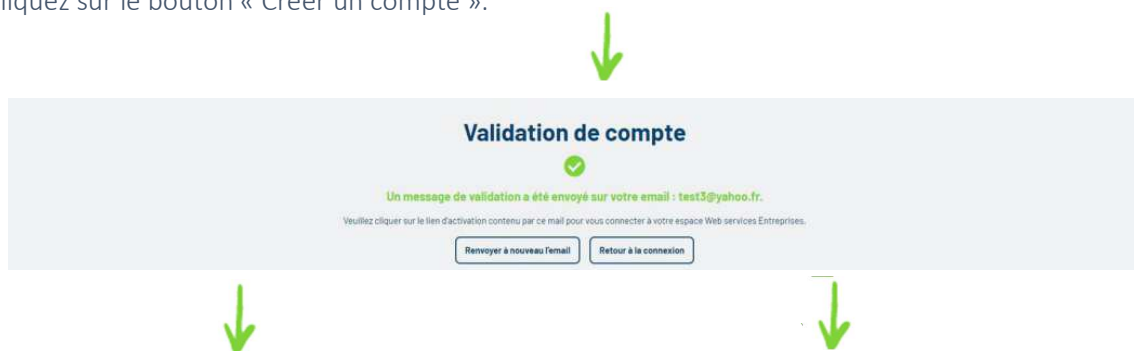 liquez sur le bouton « Créer un compte ».
Validation de compte
Un message de validation a été envoyé sur votre email : test3@yahoo.fr.
Veuillez cliquer sur le lien d'activation contenu par ce mail pour vous connecter à votre espace Web services Entreprises.
Renvoyer à nouveau l'email Retour à la connexion